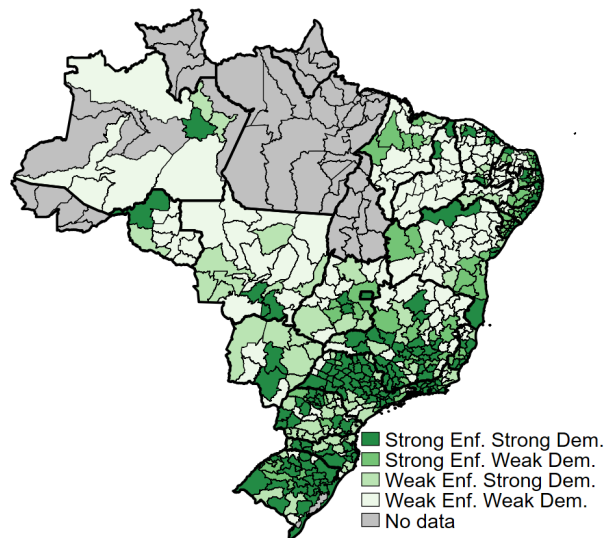 Strong Enf. Strong Dem.
Strong Enf. Weak Dem.
Weak Enf. Strong Dem.
Weak Enf. Weak Dem.
No data